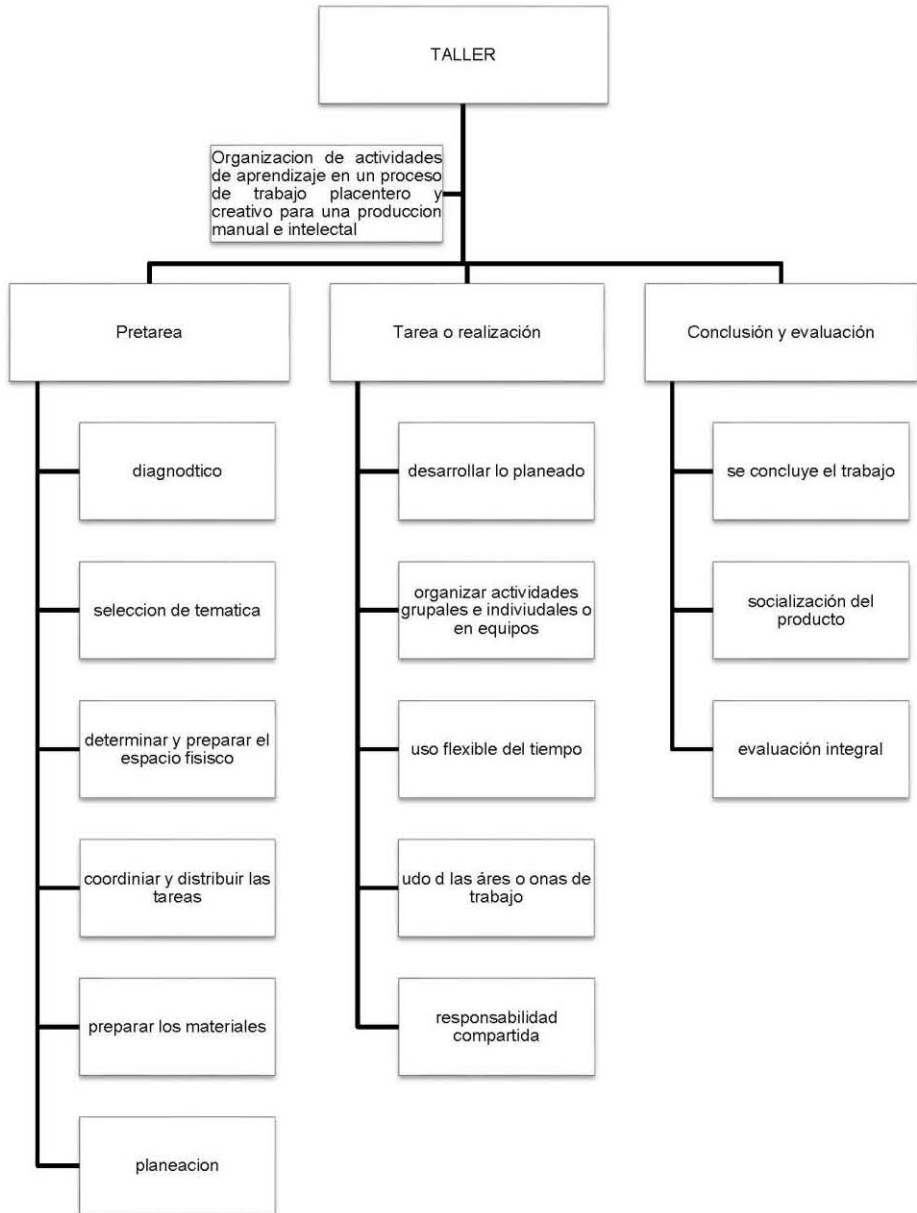 TALLER
Organizacion de actividades
de aprendizaje en un proceso
de trabajo placentero y
creativo para una produccion
manual e intelectal
Pretarea
diagnodtico
seleccion de tematica
determinar y preparar el
espacio fisisco
coordiniar y distribuir las
tareas
preparar los materiales
planeacion
Tarea o realización
desarrollar lo planeado
organizar actividades
grupales e indiviudales o
en equipos
uso flexible del tiempo
udo d las áres o onas de
trabajo
responsabilidad
compartida
Conclusión y evaluación
se concluye el trabajo
socialización del
producto
evaluación integral